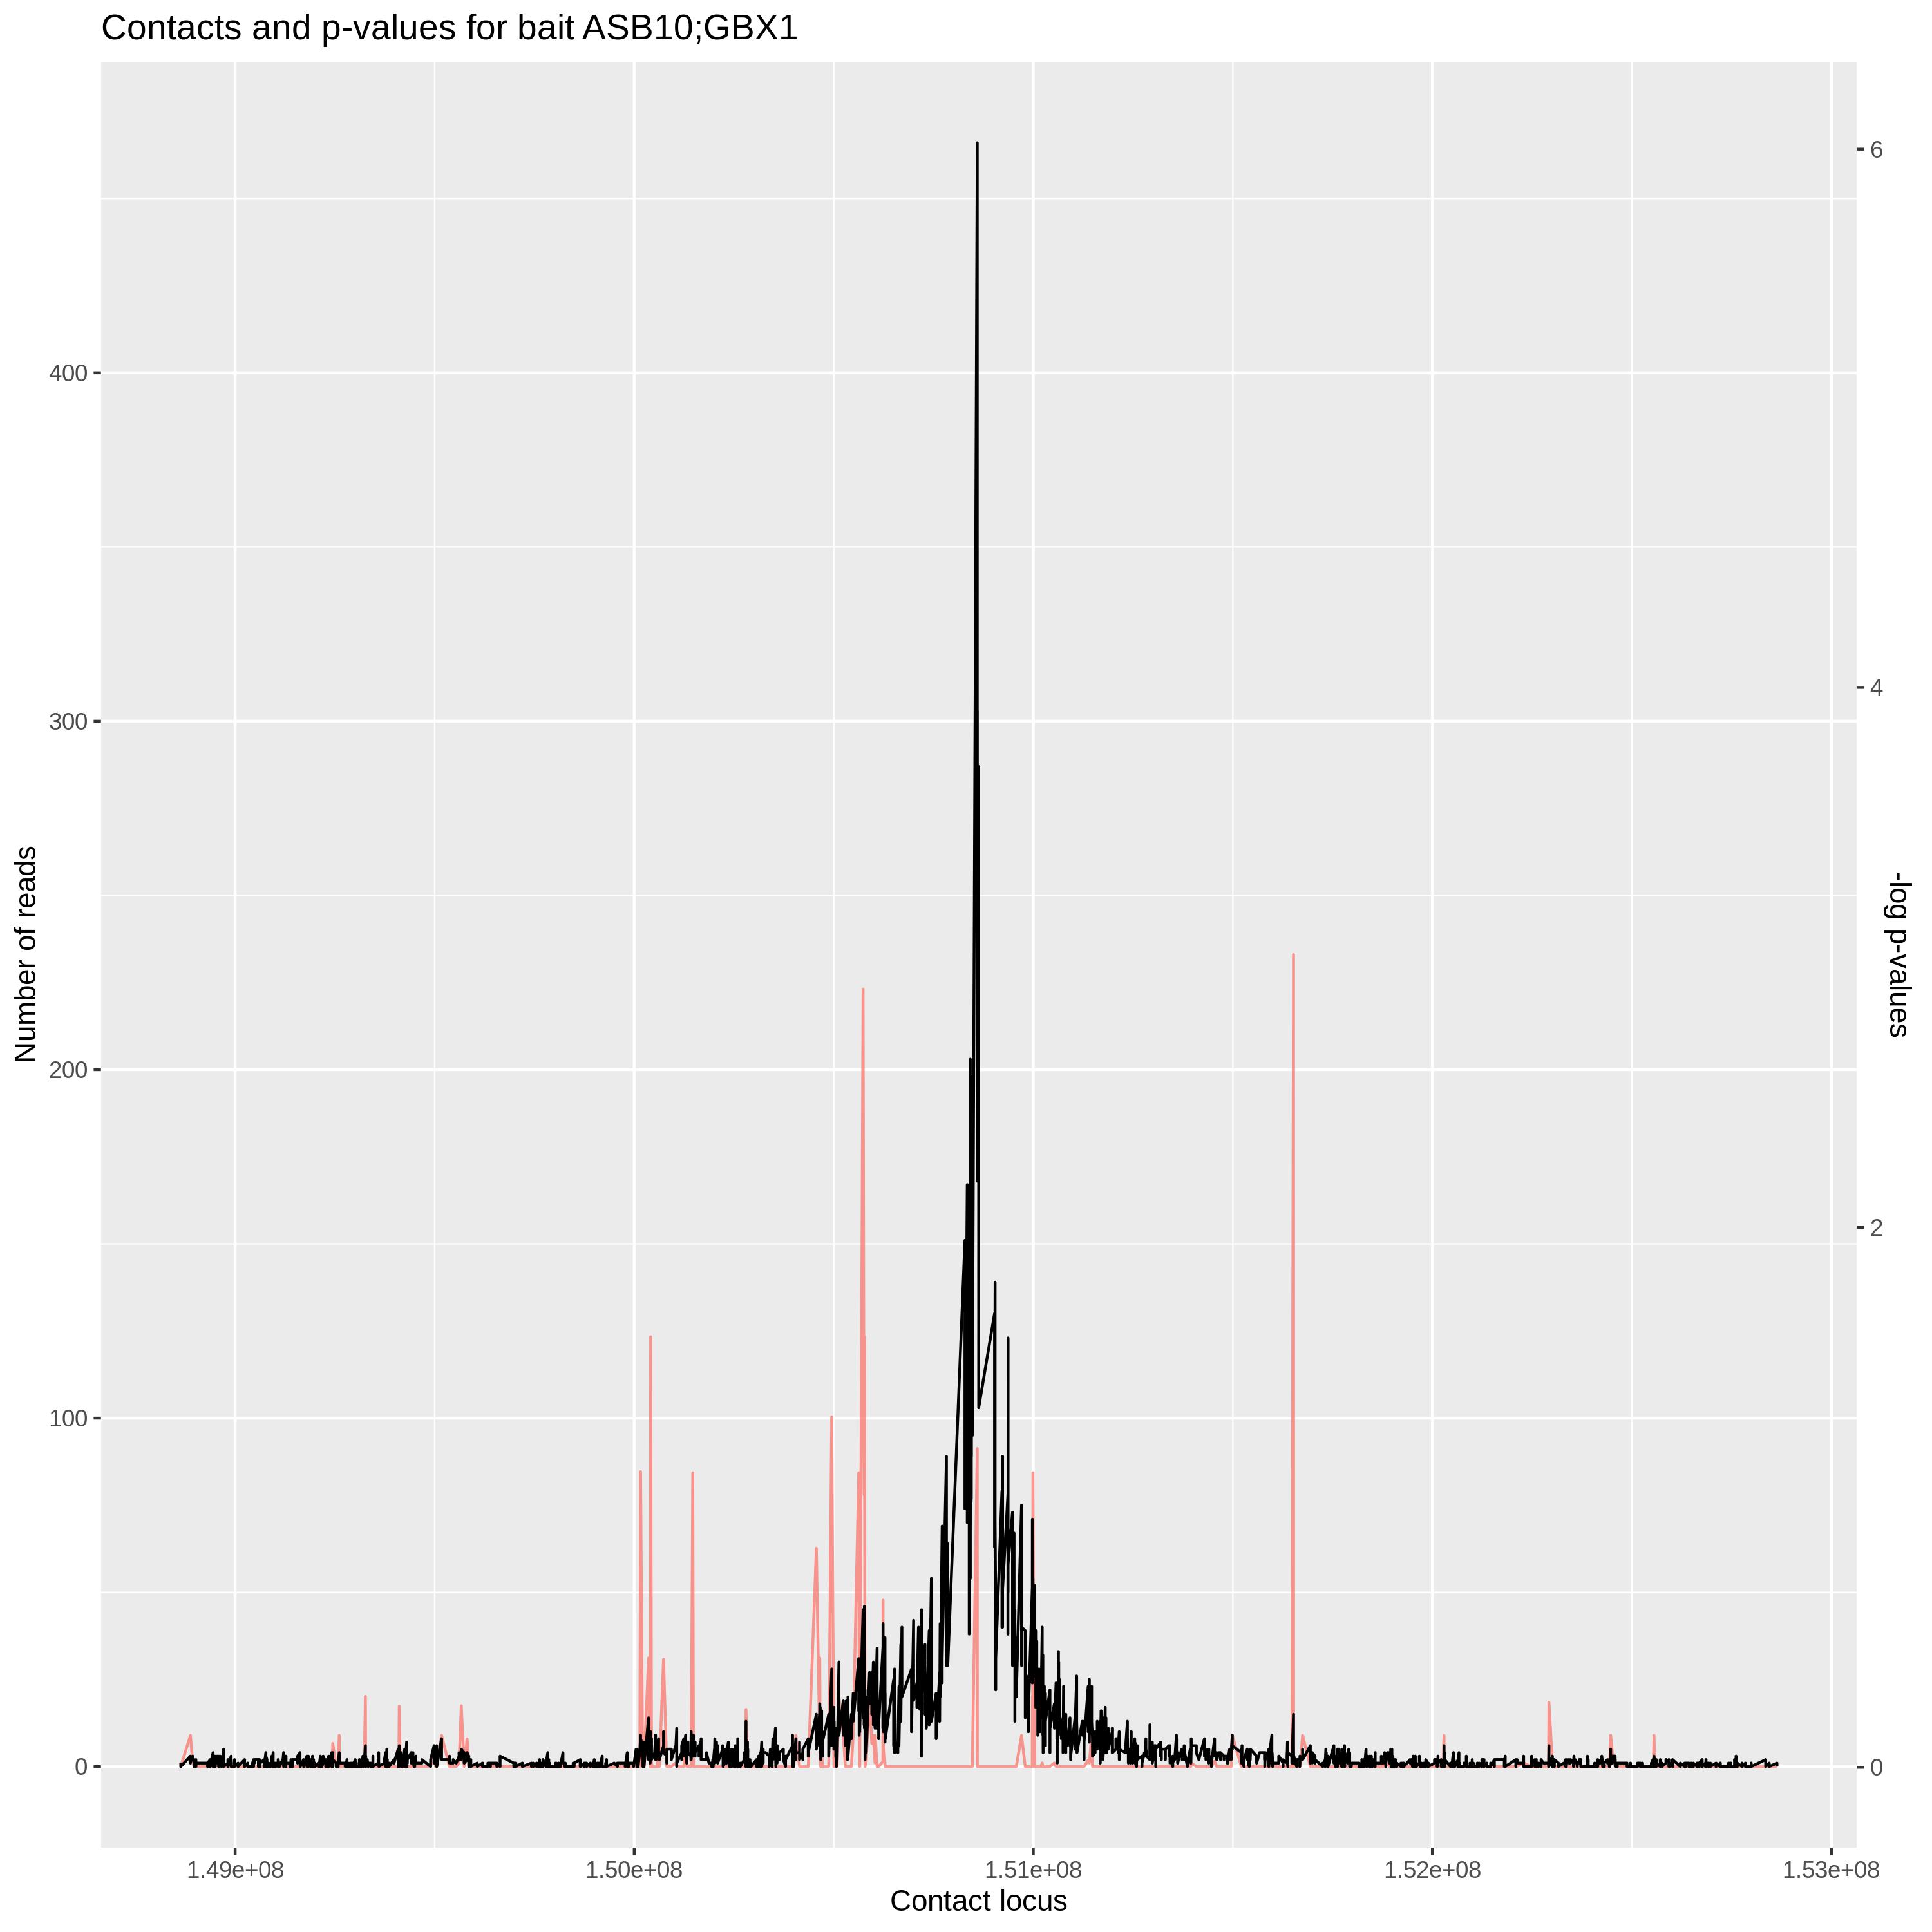 Contacts and p-values for bait ASB10;GBX1
Number of reads
400
300
200
100
0
6
4
2
0
-log p-values
1.49e+08
1.50e+08
1.51e+08
1.52e+08
1.53e+08
Contact locus